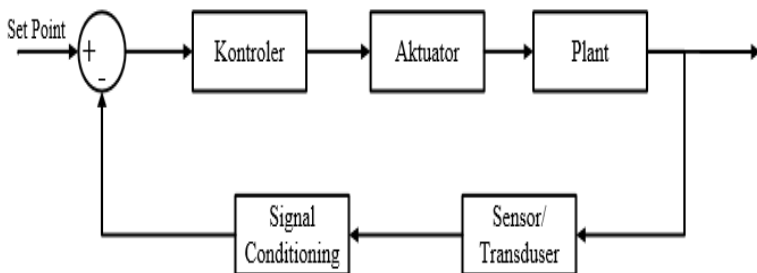 Set Point
+
-
Kontroler
Aktuator
Plant
Signal
Conditioning
Sensor/
Transduser